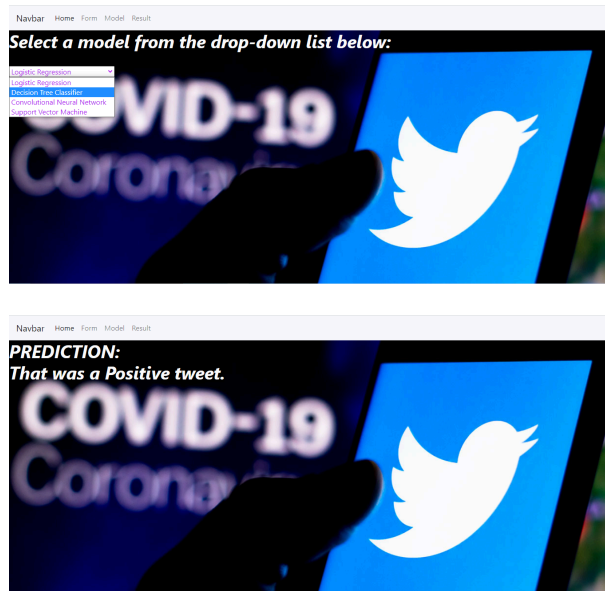 Navbar Home Form Model Result
Select a model from the drop-down list below:
Logistic Regression
Logistic Regression
Decision Tree Classifier
Convolutional Neural Network
Support Vector Machine
COVID-19
Navbar Home Form Model Result
PREDICTION:
That was a Positive tweet.
COVID-19